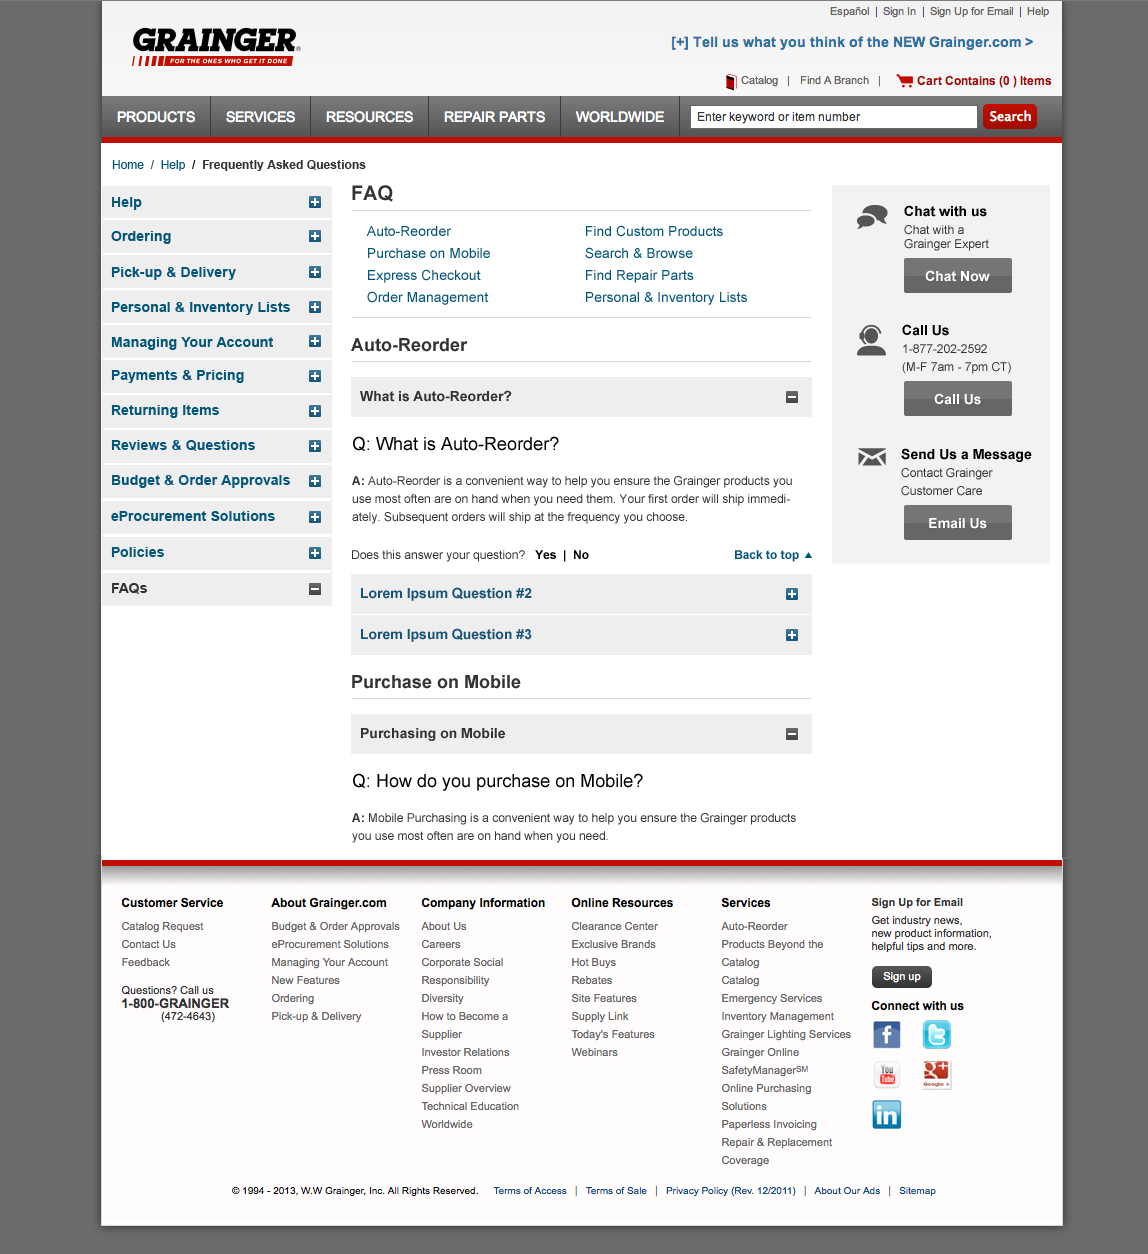 Español | Sign In | Sign Up for Email | Help
GRAINGER®
FOR THE ONES WHO GET IT DONE
[+] Tell us what you think of the NEW Grainger.com >
Catalog | Find A Branch | Cart Contains (0 ) Items
PRODUCTS SERVICES RESOURCES REPAIR PARTS WORLDWIDE Enter keyword or item number Search
Home / Help / Frequently Asked Questions
Help
Ordering
Pick-up & Delivery
Personal & Inventory Lists
Managing Your Account
Payments & Pricing
Returning Items
Reviews & Questions
Budget & Order Approvals
eProcurement Solutions
Policies
FAQs
FAQ
Auto-Reorder Find Custom Products
Purchase on Mobile Search & Browse
Express Checkout Find Repair Parts
Order Management Personal & Inventory Lists
Auto-Reorder
What is Auto-Reorder?
Q: What is Auto-Reorder?
A: Auto-Reorder is a convenient way to help you ensure the Grainger products you
use most often are on hand when you need them. Your first order will ship immedi-
ately. Subsequent orders will ship at the frequency you choose.
Does this answer your question? Yes | No Back to top
Lorem Ipsum Question #2
Lorem Ipsum Question #3
Purchase on Mobile
Purchasing on Mobile
Q: How do you purchase on Mobile?
A: Mobile Purchasing is a convenient way to help you ensure the Grainger products
you use most often are on hand when you need.
Chat with us
Chat with a
Grainger Expert
Chat Now
Call Us
1-877-202-2592
(M-F 7am - 7pm CT)
Call Us
Send Us a Message
Contact Grainger
Customer Care
Email Us
Customer Service
Catalog Request
Contact Us
Feedback
Questions? Call us
1-800-GRAINGER
(472-4643)
About Grainger.com
Budget & Order Approvals
eProcurement Solutions
Managing Your Account
New Features
Ordering
Pick-up & Delivery
Company Information
About Us
Careers
Corporate Social
Responsibility
Diversity
How to Become a
Supplier
Investor Relations
Press Room
Supplier Overview
Technical Education
Worldwide
Online Resources
Clearance Center
Exclusive Brands
Hot Buys
Rebates
Site Features
Supply Link
Today's Features
Webinars
Services
Auto-Reorder
Products Beyond the
Catalog
Catalog
Emergency Services
Inventory Management
Grainger Lighting Services
Grainger Online
SafetyManager℠
Online Purchasing
Solutions
Paperless Invoicing
Repair & Replacement
Coverage
Sign Up for Email
Get industry news,
new product information,
helpful tips and more.
Sign up
Connect with us
f t
You Tube
g+ Google +
in
© 1994 - 2013, W.W Grainger, Inc. All Rights Reserved. Terms of Access | Terms of Sale | Privacy Policy (Rev. 12/2011) | About Our Ads | Sitemap